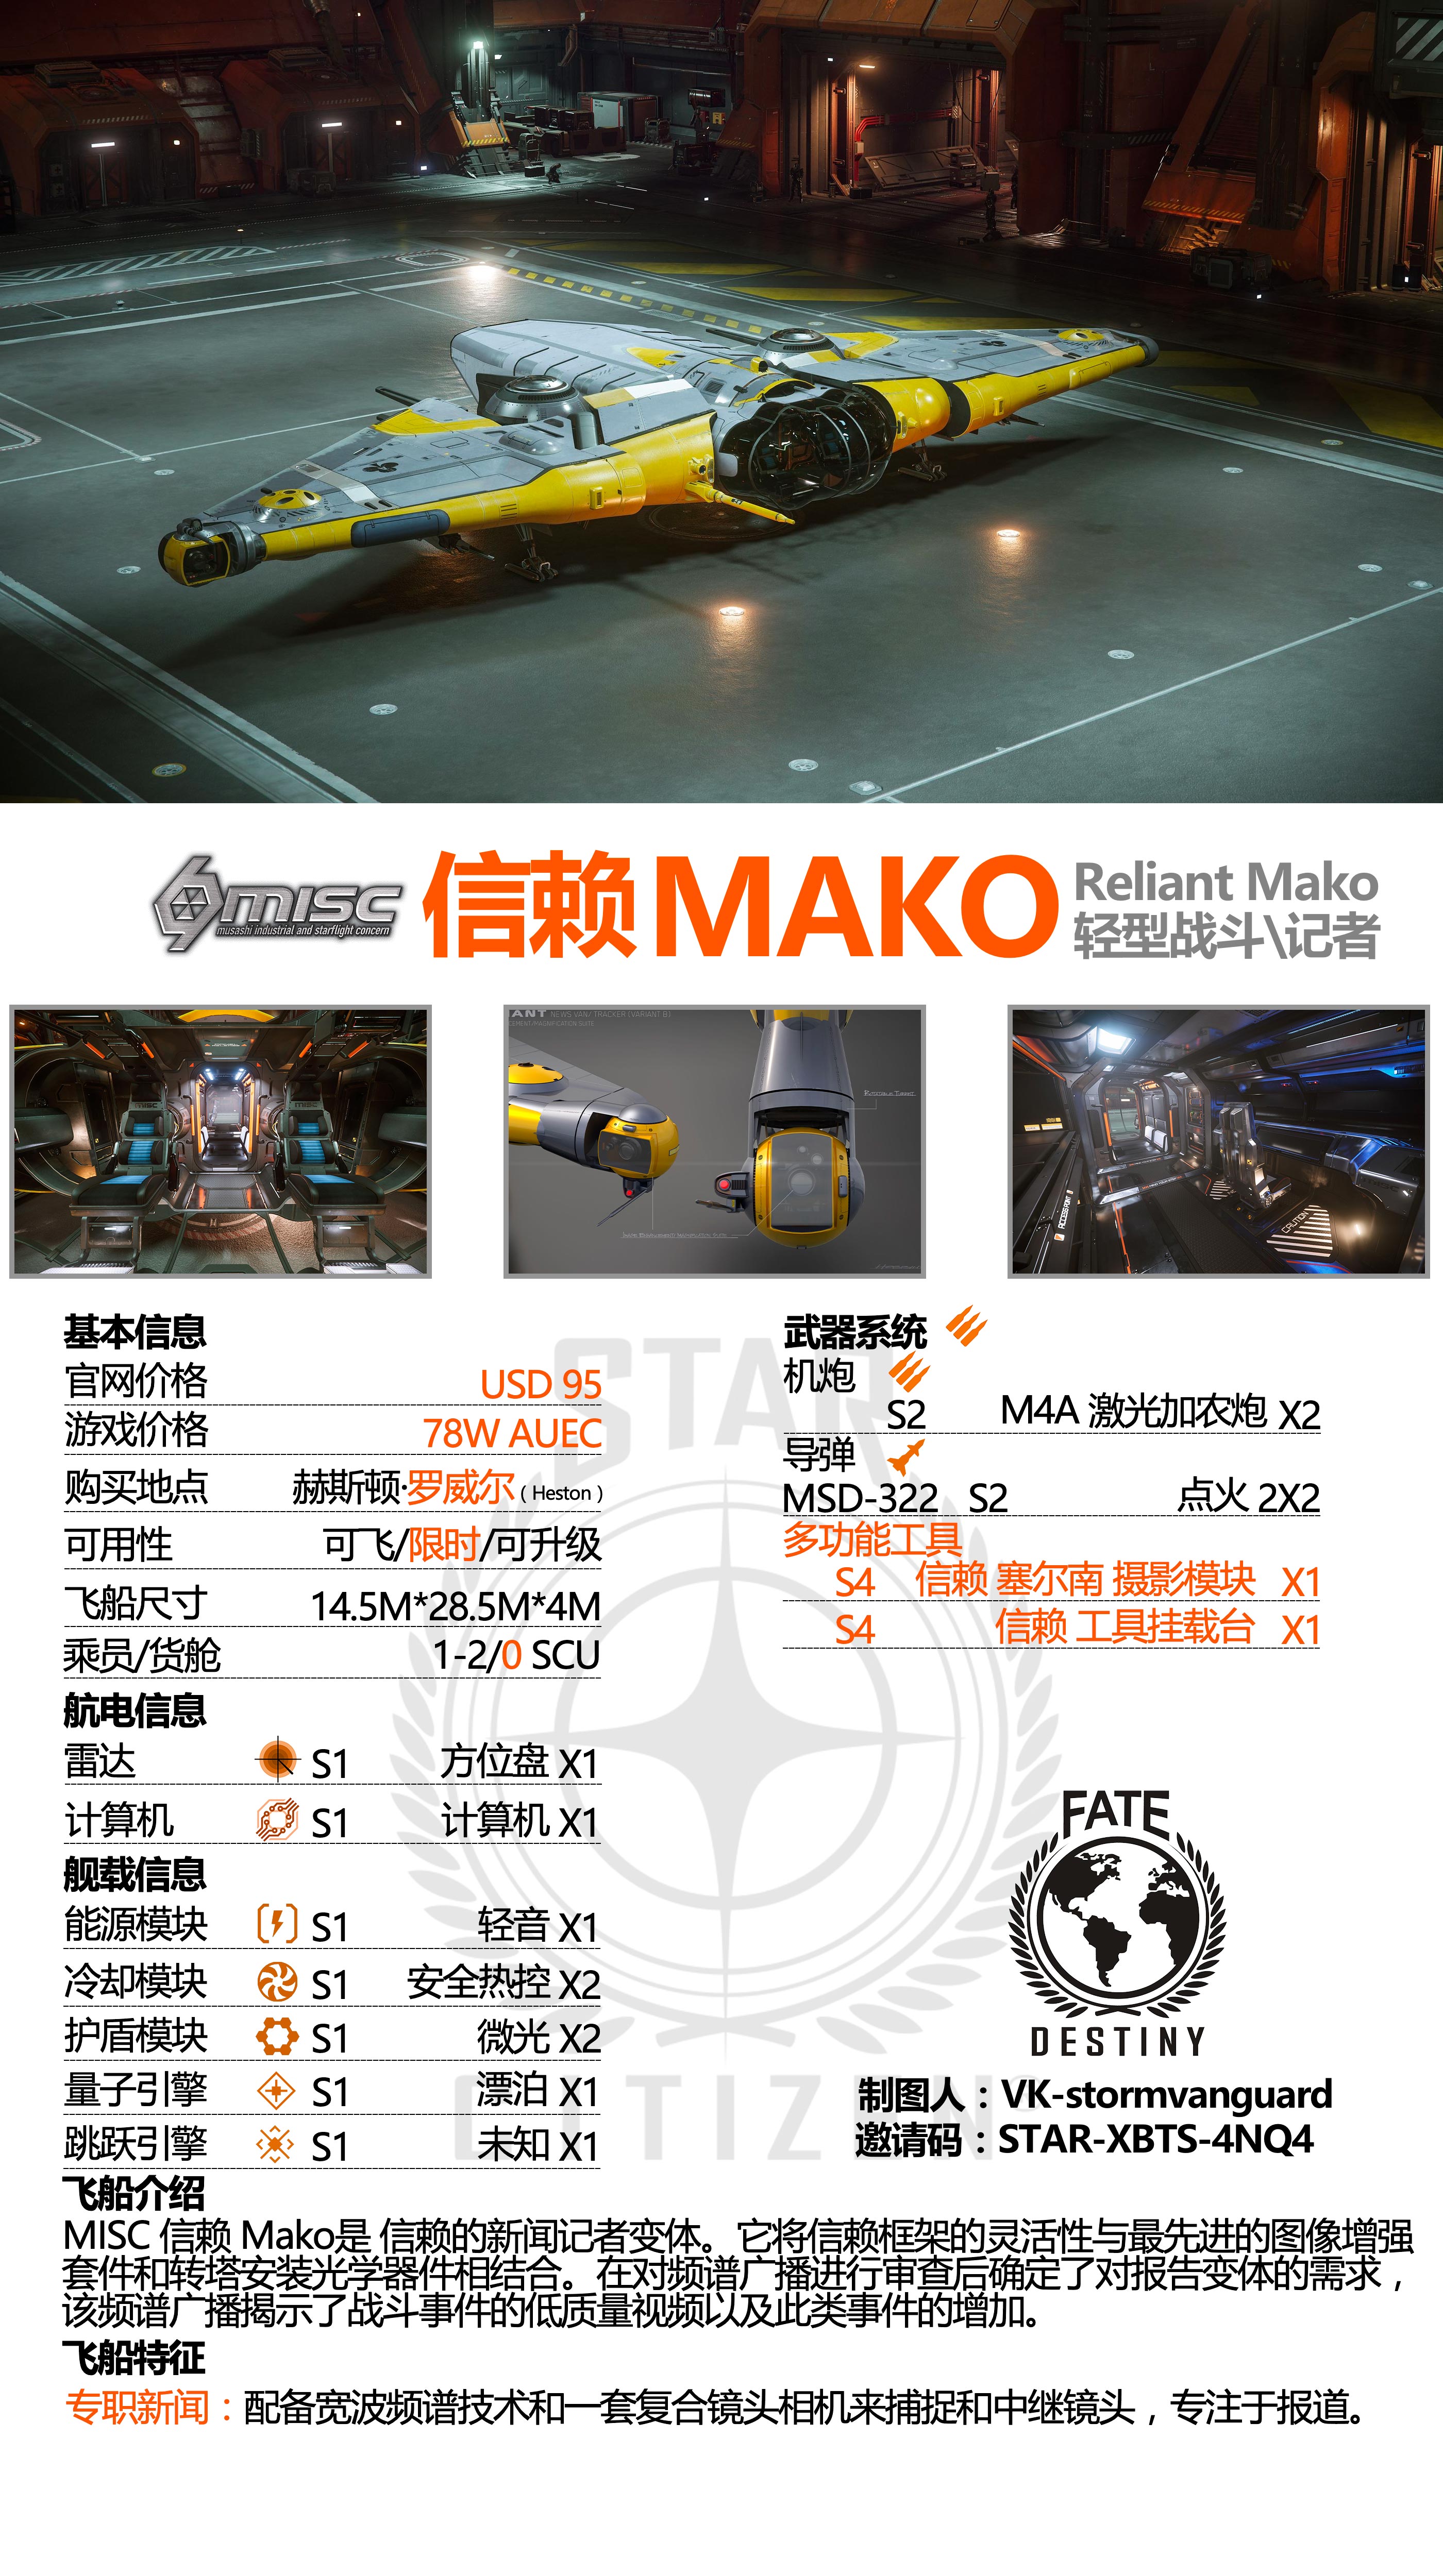 misc
musashi industrial and starflight concern
信赖MAKO
Reliant Mako
轻型战斗\记者
MISC
MISC
ANT NEWS VAN/ TRACKER (VARIANT B)
CAUTION
基本信息
官网价格 USD 95
游戏价格 78W AUEC
购买地点 赫斯顿·罗威尔 ( Heston )
可用性 可飞/限时/可升级
飞船尺寸 14.5M*28.5M*4M
乘员/货舱 1-2/0 SCU
航电信息
雷达 S1 方位盘 X1
计算机 S1 计算机 X1
舰载信息
能源模块 S1 轻音 X1
冷却模块 S1 安全热控 X2
护盾模块 S1 微光 X2
量子引擎 S1 漂泊 X1
跳跃引擎 S1 未知 X1
武器系统
机炮
S2 M4A 激光加农炮 X2
导弹
MSD-322 S2 点火 2X2
多功能工具
S4 信赖 塞尔南 摄影模块 X1
S4 信赖 工具挂载台 X1
STAR
CITIZEN
FATE
DESTINY
制图人：VK-stormvanguard
邀请码：STAR-XBTS-4NQ4
飞船介绍
MISC 信赖 Mako是 信赖的新闻记者变体。它将信赖框架的灵活性与最先进的图像增强
套件和转塔安装光学器件相结合。在对频谱广播进行审查后确定了对报告变体的需求，
该频谱广播揭示了战斗事件的低质量视频以及此类事件的增加。
飞船特征
专职新闻：配备宽波频谱技术和一套复合镜头相机来捕捉和中继镜头，专注于报道。